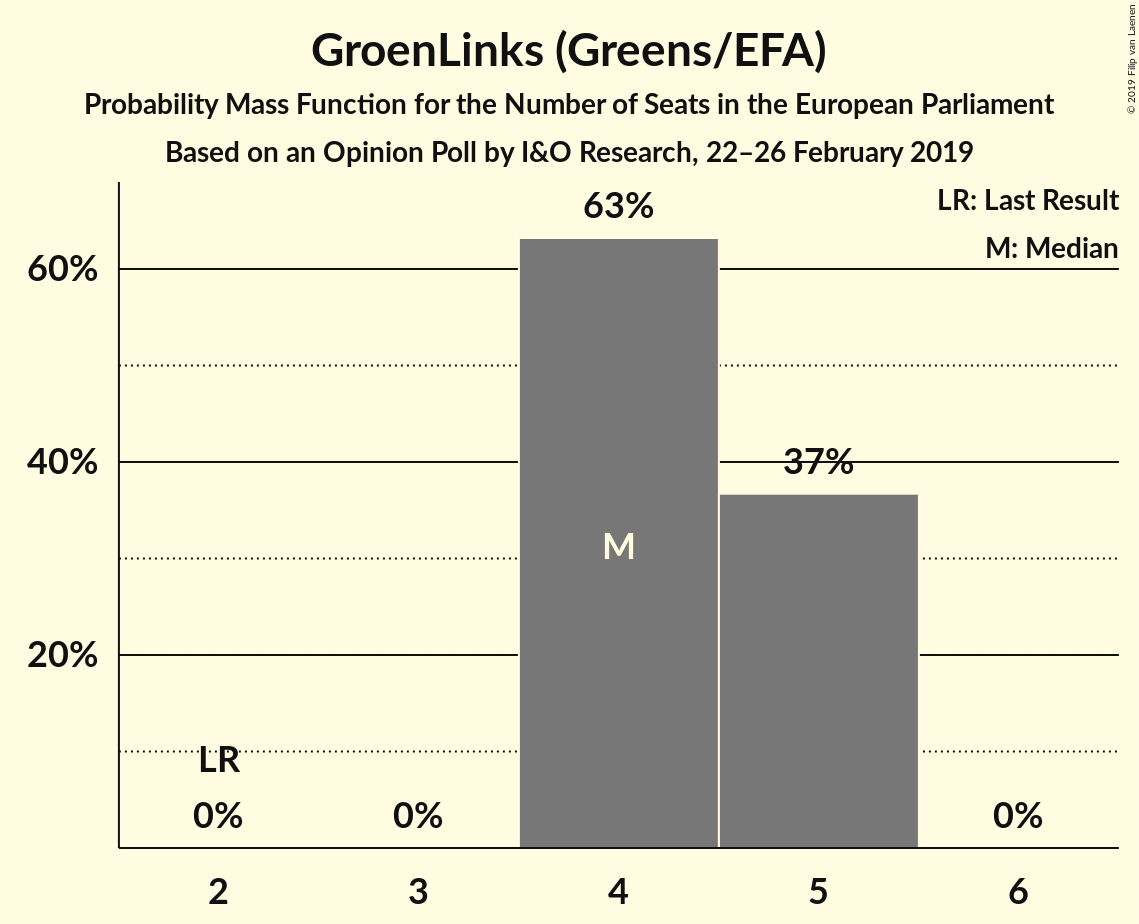 GroenLinks (Greens/EFA)
Probability Mass Function for the Number of Seats in the European Parliament
Based on an Opinion Poll by I&O Research, 22–26 February 2019
© 2019 Filip van Laenen
LR: Last Result
M: Median
63%
60%
40%
37%
M
20%
LR
0%
0%
0%
2
3
4
5
6